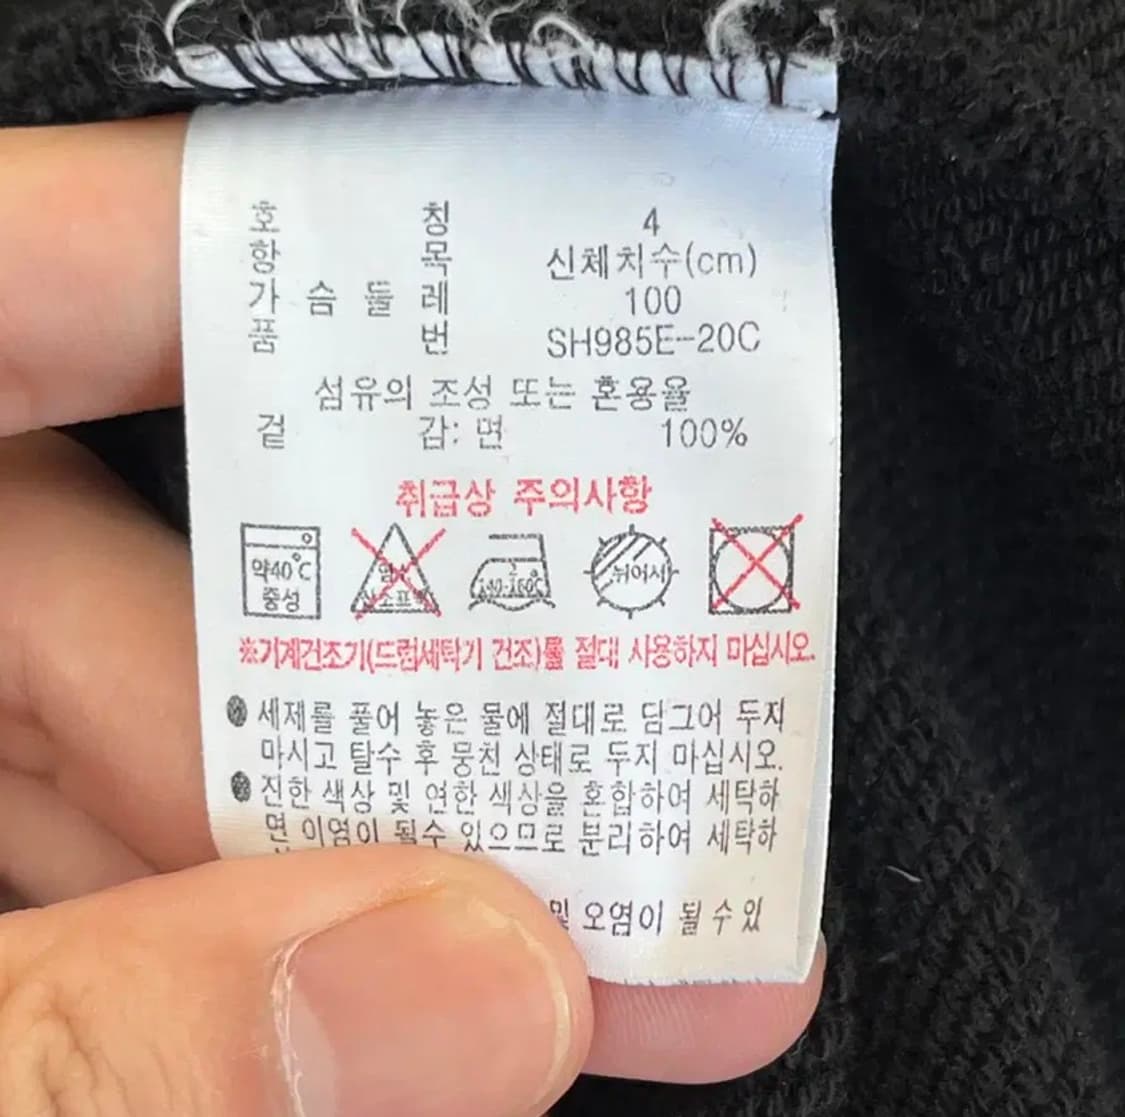 호 칭 4
항 목 신체치수(cm)
가 슴 둘 레 100
품 번 SH985E-20C
섬유의 조성 또는 혼용율
겉 감: 면 100%
취급상 주의사항
약40℃
중성
염소
산소표백
2
140-160℃
뉘어서
※기계건조기(드럼세탁기 건조)를 절대 사용하지 마십시오.
● 세제를 풀어 놓은 물에 절대로 담그어 두지
마시고 탈수 후 뭉친 상태로 두지 마십시오.
● 진한 색상 및 연한 색상을 혼합하여 세탁하
면 이염이 될수 있으므로 분리하여 세탁하
및 오염이 될 수 있